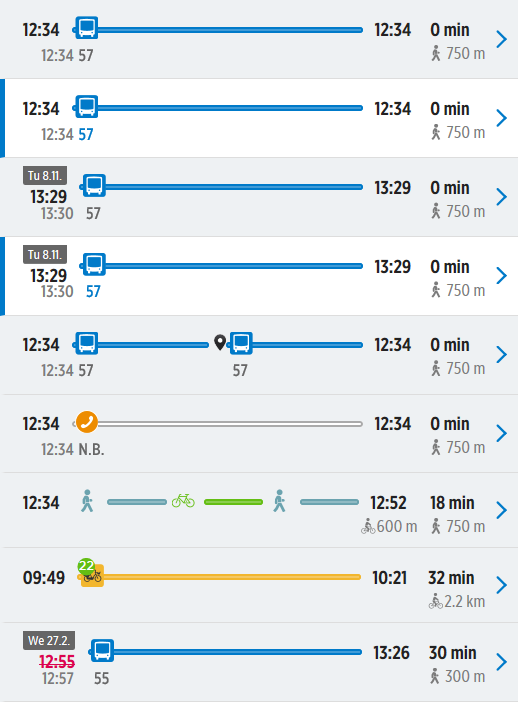 12:34 12:34 0 min
12:34 57 750 m
12:34 12:34 0 min
12:34 57 750 m
Tu 8.11.
13:29 13:29 0 min
13:30 57 750 m
Tu 8.11.
13:29 13:29 0 min
13:30 57 750 m
12:34 12:34 0 min
12:34 57 57 750 m
12:34 12:34 0 min
12:34 N.B. 750 m
12:34 12:52 18 min
600 m 750 m
22
09:49 10:21 32 min
2.2 km
We 27.2.
12:55 13:26 30 min
12:57 55 300 m